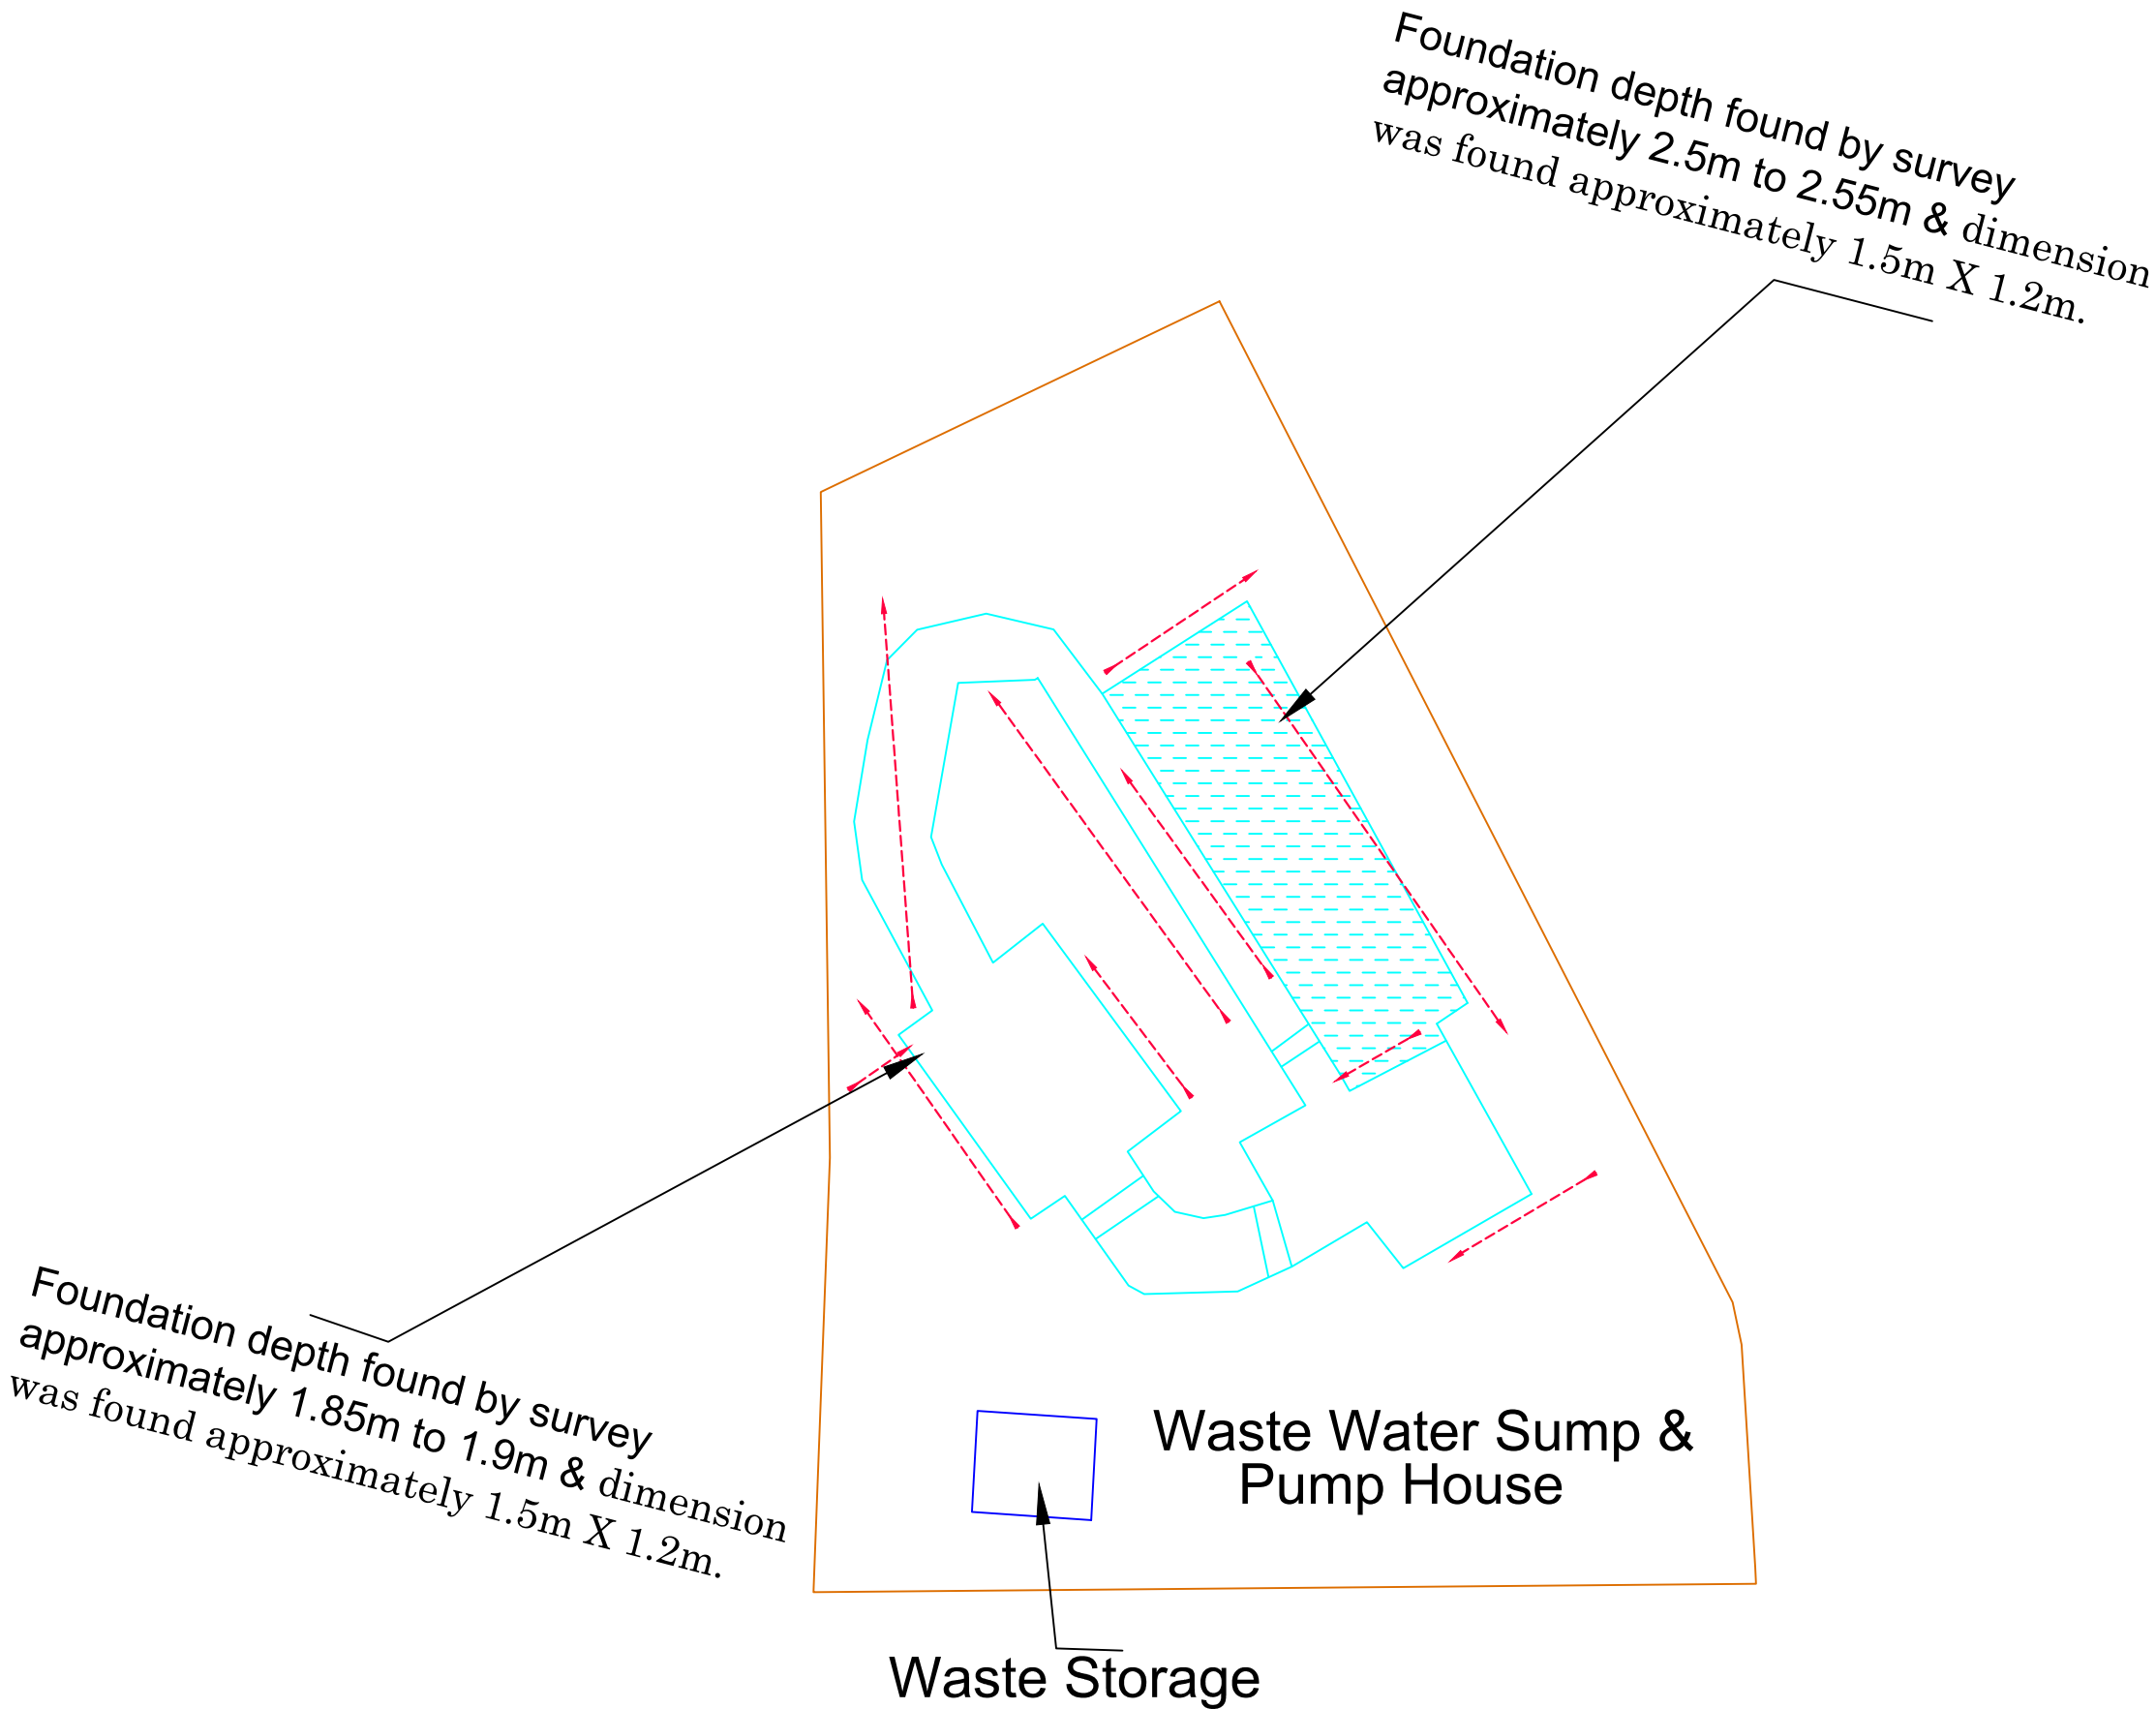 Foundation depth found by survey
approximately 2.5m to 2.55m & dimension
was found approximately 1.5m X 1.2m.
Foundation depth found by survey
approximately 1.85m to 1.9m & dimension
was found approximately 1.5m X 1.2m.
Waste Water Sump &
Pump House
Waste Storage